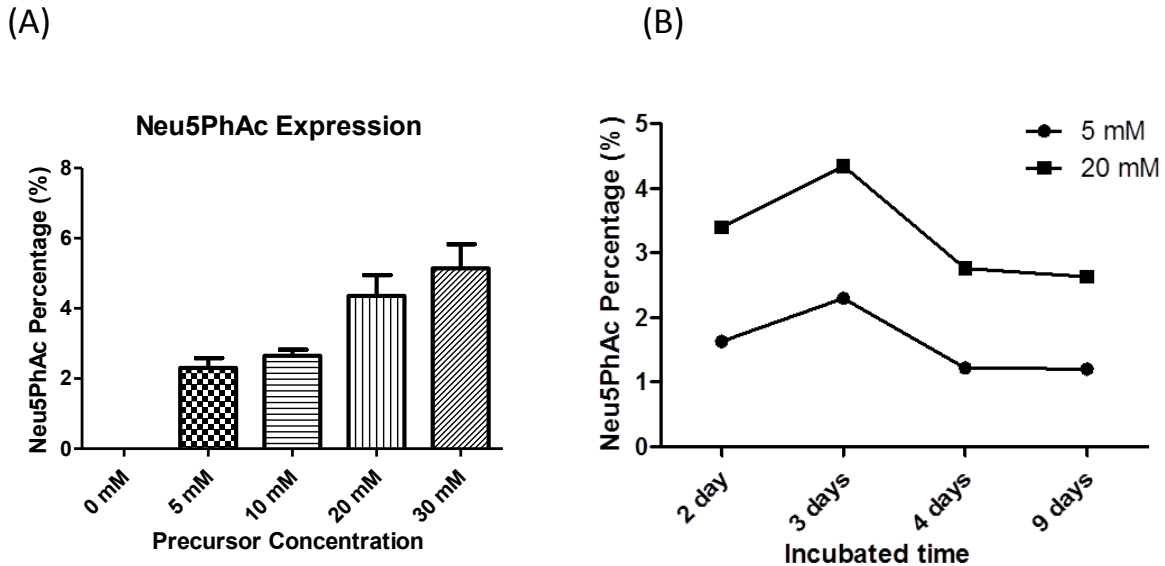 (A)
Neu5PhAc Expression
Neu5PhAc Percentage (%)
8
6
4
2
0
0 mM
5 mM
10 mM
20 mM
30 mM
Precursor Concentration
(B)
Neu5PhAc Percentage (%)
5
4
3
2
1
0
5 mM
20 mM
2 day
3 days
4 days
9 days
Incubated time